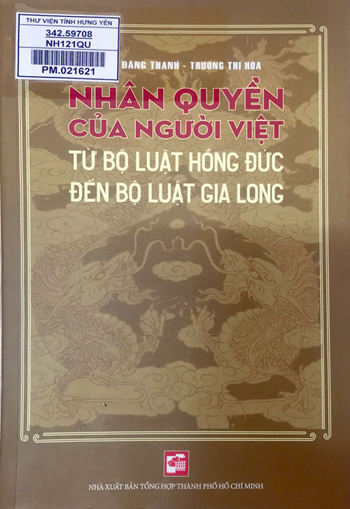 THƯ VIỆN TỈNH HƯNG YÊN
342.59708
NH121QU
PM.021621
ĐĂNG THANH - TRƯƠNG THỊ HÒA
NHÂN QUYỀN
CỦA NGƯỜI VIỆT
TỪ BỘ LUẬT HỒNG ĐỨC
ĐẾN BỘ LUẬT GIA LONG
NHÀ XUẤT BẢN TỔNG HỢP THÀNH PHỐ HỒ CHÍ MINH